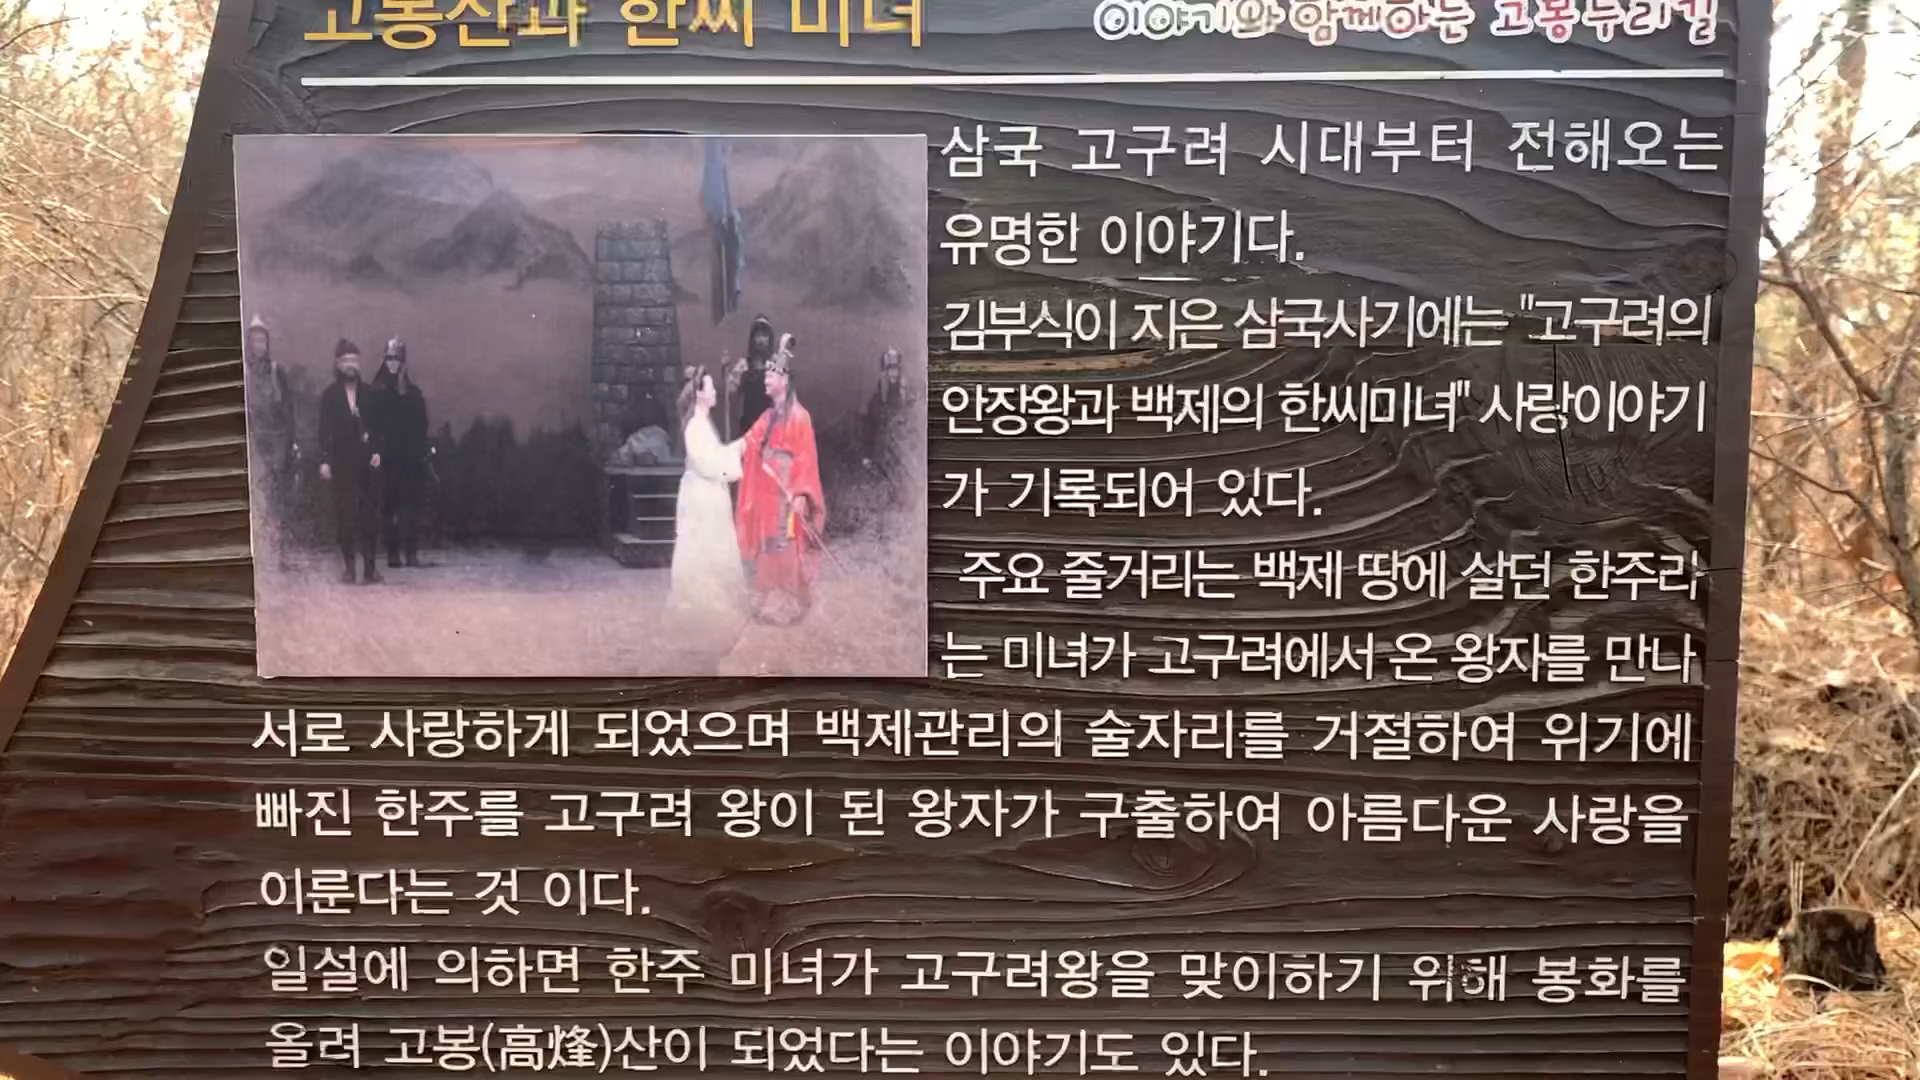 고봉산과 한씨 미녀
이야기와 함께하는 고봉누리길
삼국 고구려 시대부터 전해오는
유명한 이야기다.
김부식이 지은 삼국사기에는 "고구려의
안장왕과 백제의 한씨미녀" 사랑이야기
가 기록되어 있다.
주요 줄거리는 백제 땅에 살던 한주라
는 미녀가 고구려에서 온 왕자를 만나
서로 사랑하게 되었으며 백제관리의 술자리를 거절하여 위기에
빠진 한주를 고구려 왕이 된 왕자가 구출하여 아름다운 사랑을
이룬다는 것 이다.
일설에 의하면 한주 미녀가 고구려왕을 맞이하기 위해 봉화를
올려 고봉(高烽)산이 되었다는 이야기도 있다.